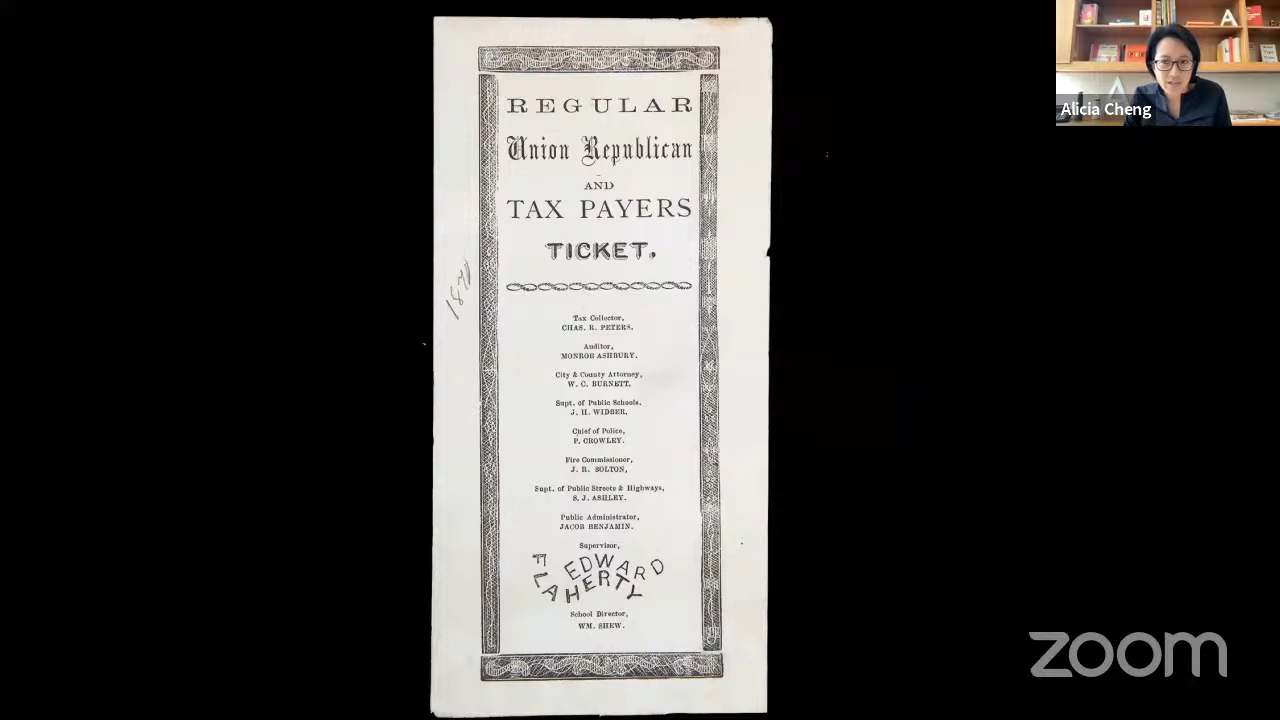 REGULAR
Union Republican
AND
TAX PAYERS
TICKET.
Tax Collector,
CHAS. R. PETERS.
Auditor,
MONROE ASHBURY.
City & County Attorney,
W. C. BURNETT.
Supt. of Public Schools.
J. H. WIDBER.
Chief of Police,
P. CROWLEY.
Fire Commissioner,
J. R. BOLTON,
Supt. of Public Streets & Highways,
S. J. ASHLEY.
Public Administrator,
JACOB BENJAMIN.
Supervisor,
EDWARD
FLAHERTY
School Director,
WM. SHEW.
Alicia Cheng
zoom